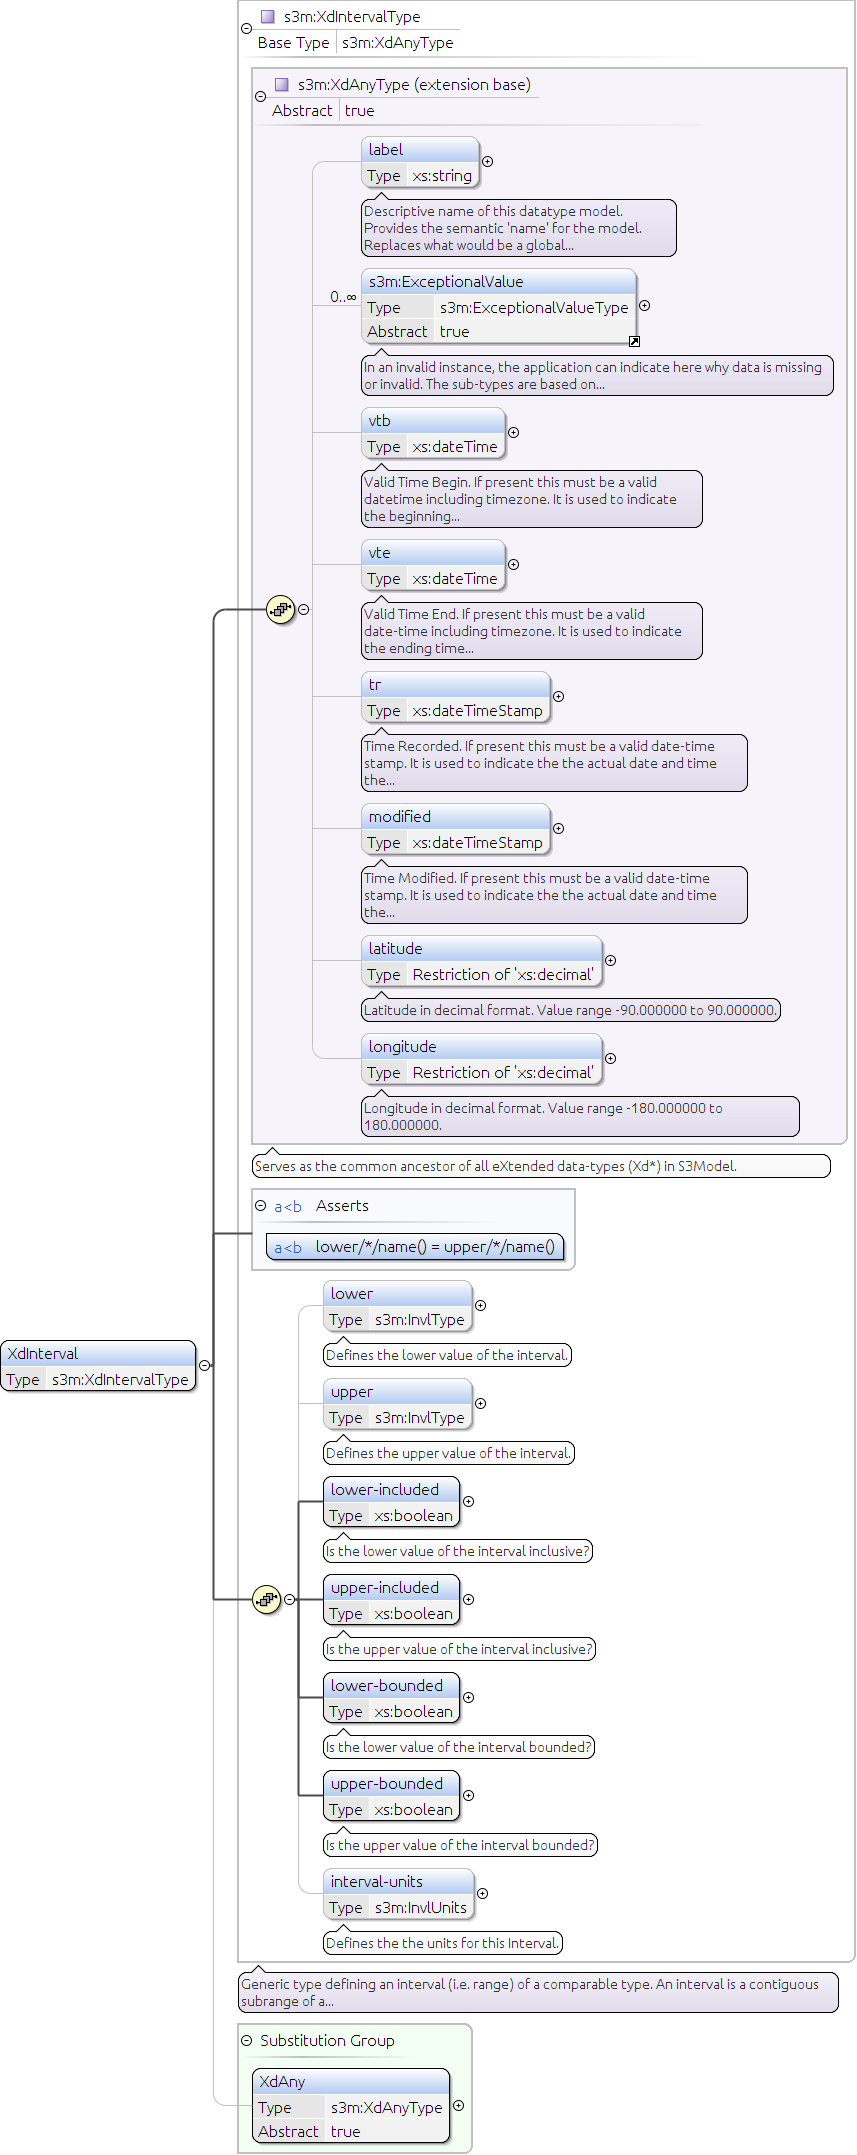 s3m:XdIntervalType
Base Type s3m:XdAnyType
s3m:XdAnyType (extension base)
Abstract true
label
Type xs:string
Descriptive name of this datatype model.
Provides the semantic 'name' for the model.
Replaces what would be a global...
0..∞
s3m:ExceptionalValue
Type s3m:ExceptionalValueType
Abstract true
In an invalid instance, the application can indicate here why data is missing
or invalid. The sub-types are based on...
vtb
Type xs:dateTime
Valid Time Begin. If present this must be a valid
datetime including timezone. It is used to indicate
the beginning...
vte
Type xs:dateTime
Valid Time End. If present this must be a valid
date-time including timezone. It is used to indicate
the ending time...
tr
Type xs:dateTimeStamp
Time Recorded. If present this must be a valid date-time
stamp. It is used to indicate the the actual date and time
the...
modified
Type xs:dateTimeStamp
Time Modified. If present this must be a valid date-time
stamp. It is used to indicate the the actual date and time
the...
latitude
Type Restriction of 'xs:decimal'
Latitude in decimal format. Value range -90.000000 to 90.000000.
longitude
Type Restriction of 'xs:decimal'
Longitude in decimal format. Value range -180.000000 to
180.000000.
Serves as the common ancestor of all eXtended data-types (Xd*) in S3Model.
a<b Asserts
a<b lower/*/name() = upper/*/name()
lower
Type s3m:InvlType
Defines the lower value of the interval.
XdInterval
Type s3m:XdIntervalType
upper
Type s3m:InvlType
Defines the upper value of the interval.
lower-included
Type xs:boolean
Is the lower value of the interval inclusive?
upper-included
Type xs:boolean
Is the upper value of the interval inclusive?
lower-bounded
Type xs:boolean
Is the lower value of the interval bounded?
upper-bounded
Type xs:boolean
Is the upper value of the interval bounded?
interval-units
Type s3m:InvlUnits
Defines the the units for this Interval.
Generic type defining an interval (i.e. range) of a comparable type. An interval is a contiguous
subrange of a...
Substitution Group
XdAny
Type s3m:XdAnyType
Abstract true